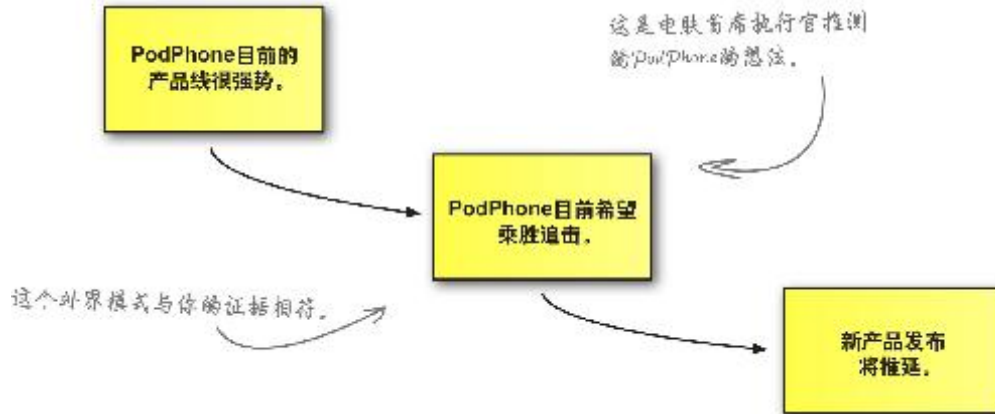 PodPhone目前的
产品线很强势。
这是电肤首席执行官推测
的PodPhone的想法。
PodPhone目前希望
乘胜追击。
这个外界模式与你的证据相符。
新产品发布
将推延。